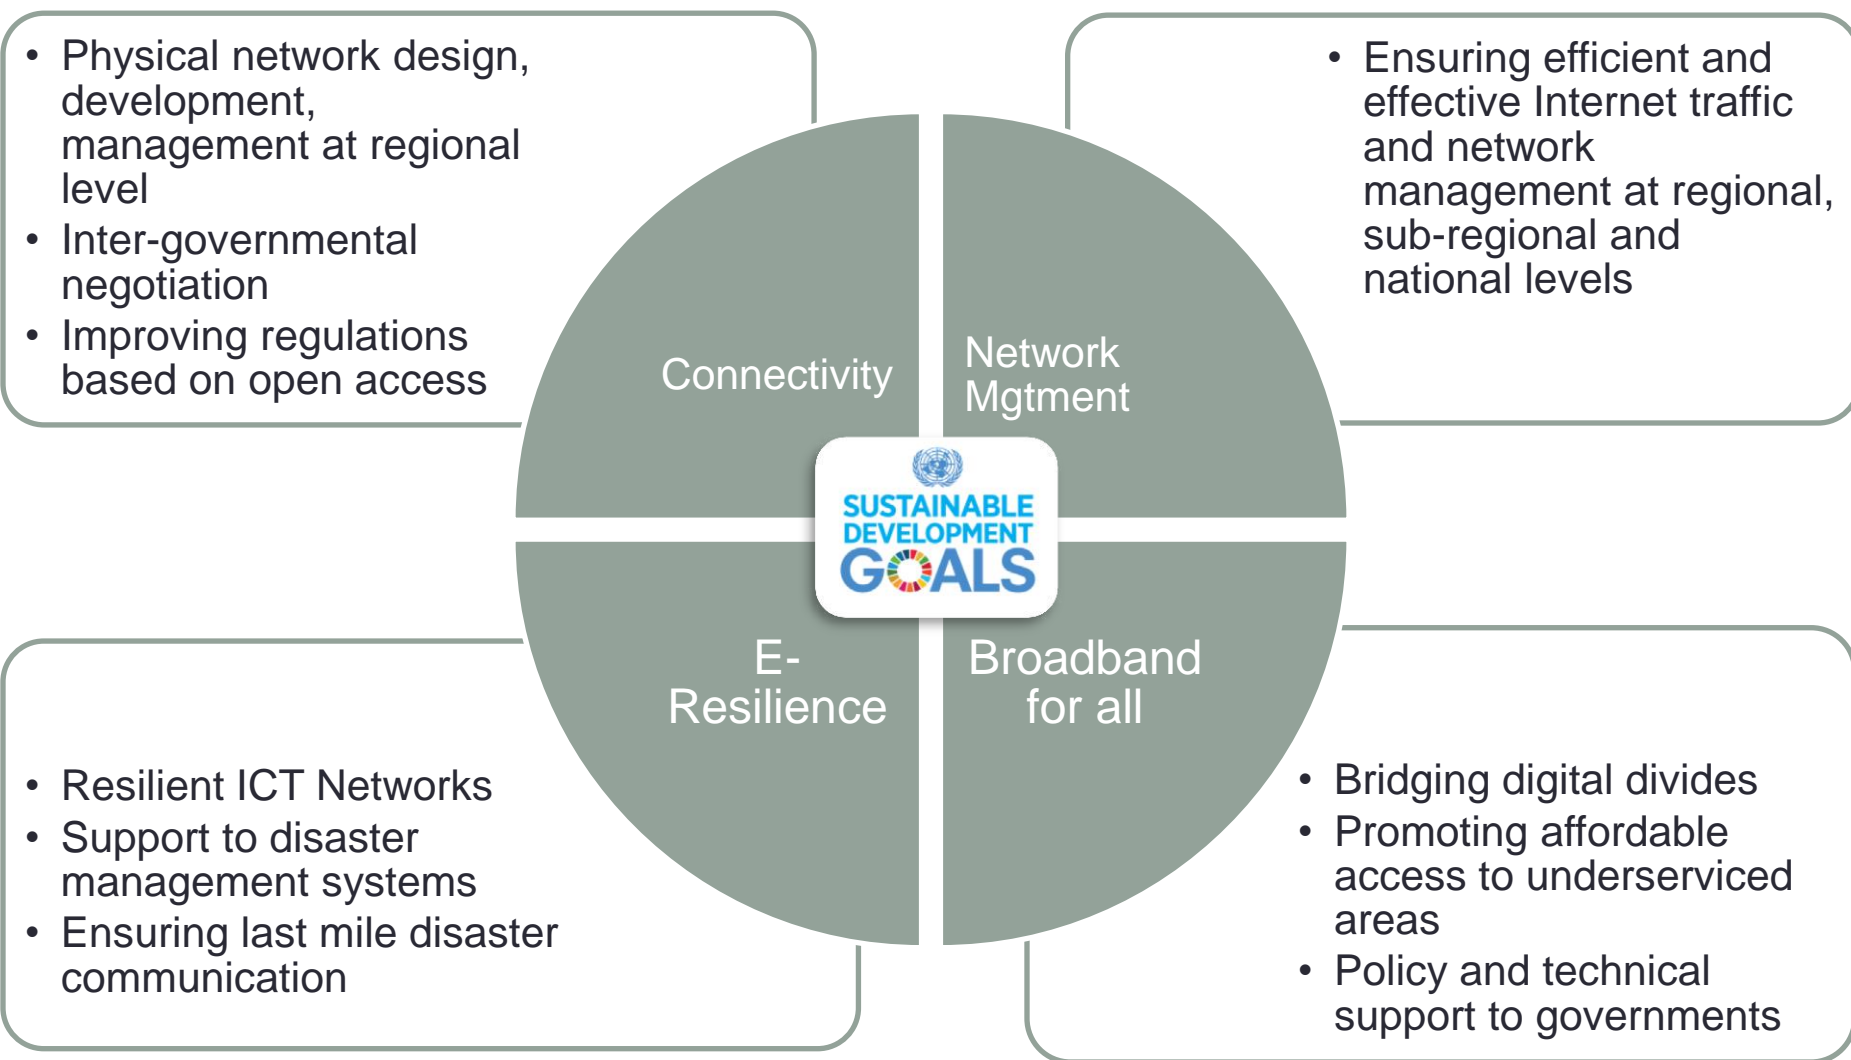 • Physical network design,
development,
management at regional
level
• Inter-governmental
negotiation
• Improving regulations
based on open access
• Ensuring efficient and
effective Internet traffic
and network
management at regional,
sub-regional and
national levels
Connectivity
Network
Mgtment
SUSTAINABLE
DEVELOPMENT
GOALS
E-
Resilience
Broadband
for all
• Resilient ICT Networks
• Support to disaster
management systems
• Ensuring last mile disaster
communication
• Bridging digital divides
• Promoting affordable
access to underserviced
areas
• Policy and technical
support to governments